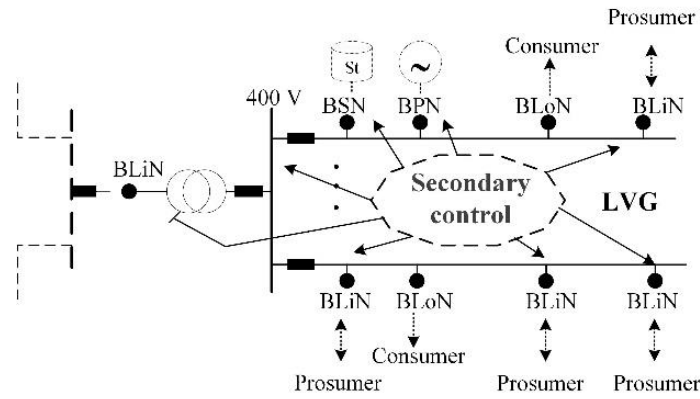 Prosumer
Consumer
St
~
400 V
BSN
BPN
BLoN
BLiN
BLiN
Secondary
control
LVG
BLiN
BLoN
BLiN
BLiN
Consumer
Prosumer
Prosumer
Prosumer